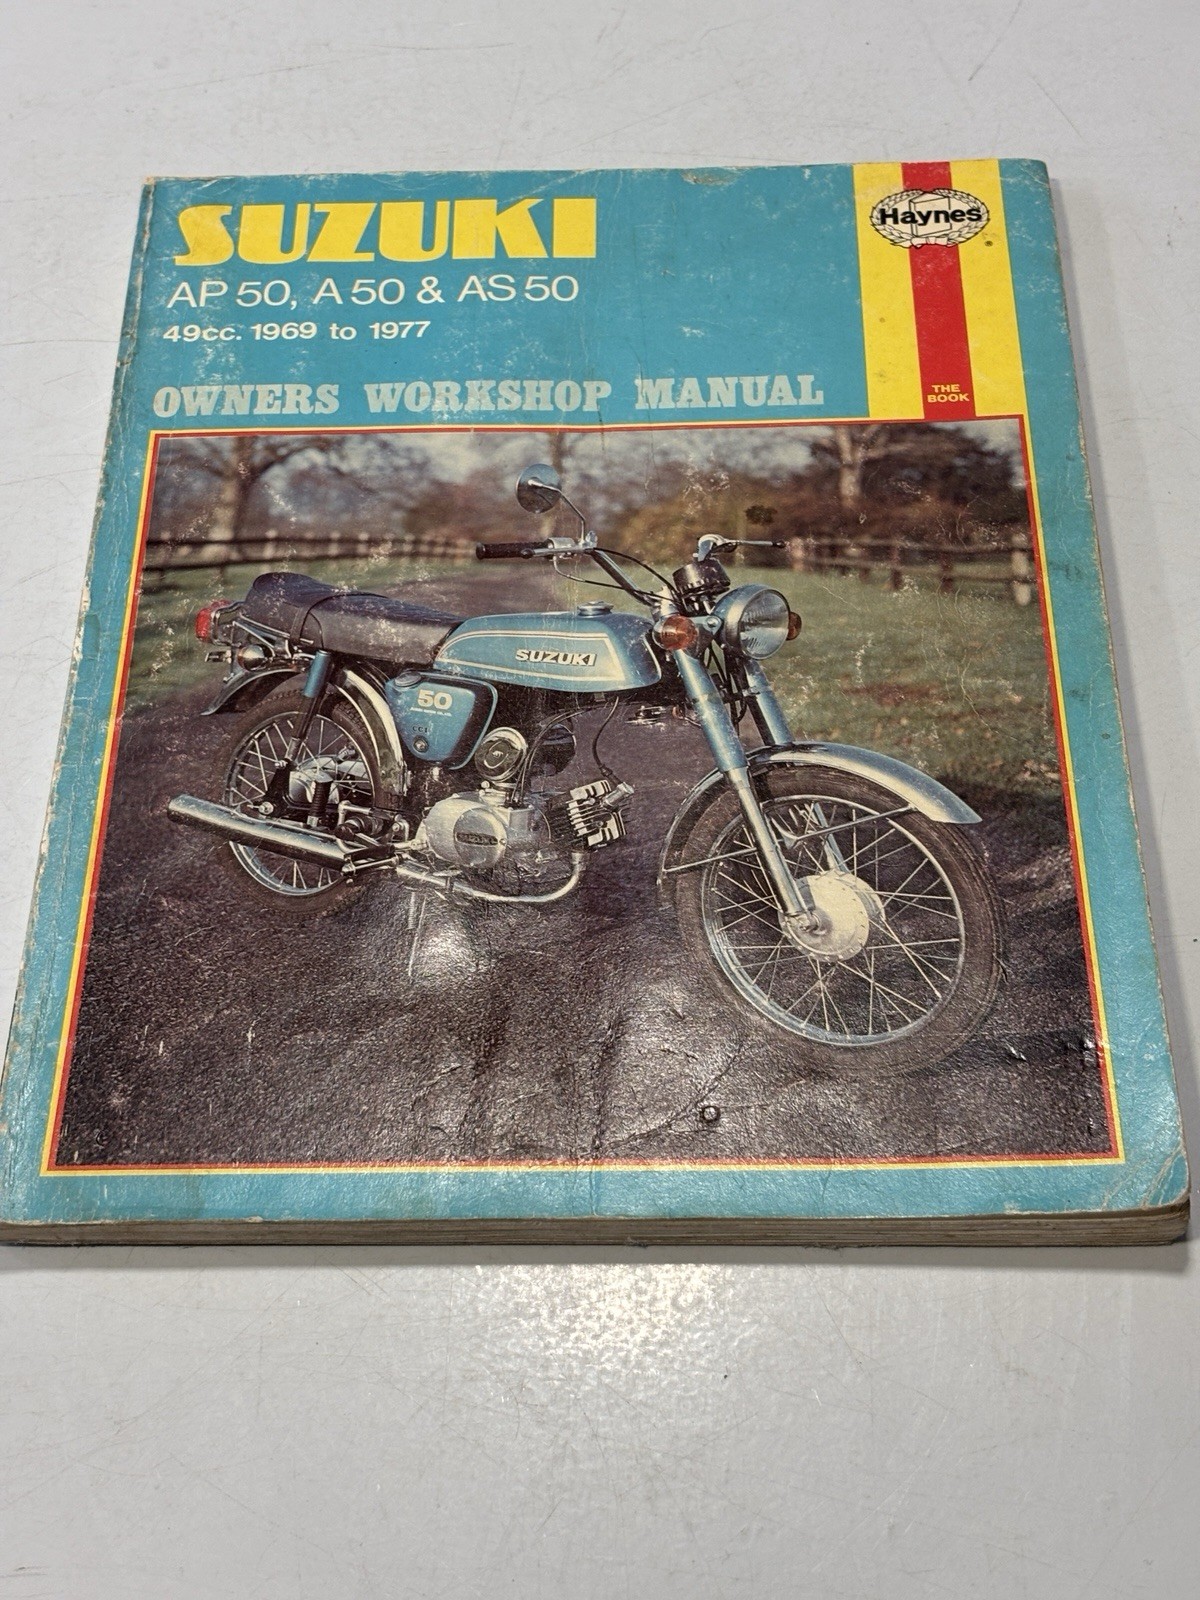 SUZUKI
AP 50, A 50 & AS 50
49cc. 1969 to 1977
OWNERS WORKSHOP MANUAL
Haynes
THE
BOOK
SUZUKI
50